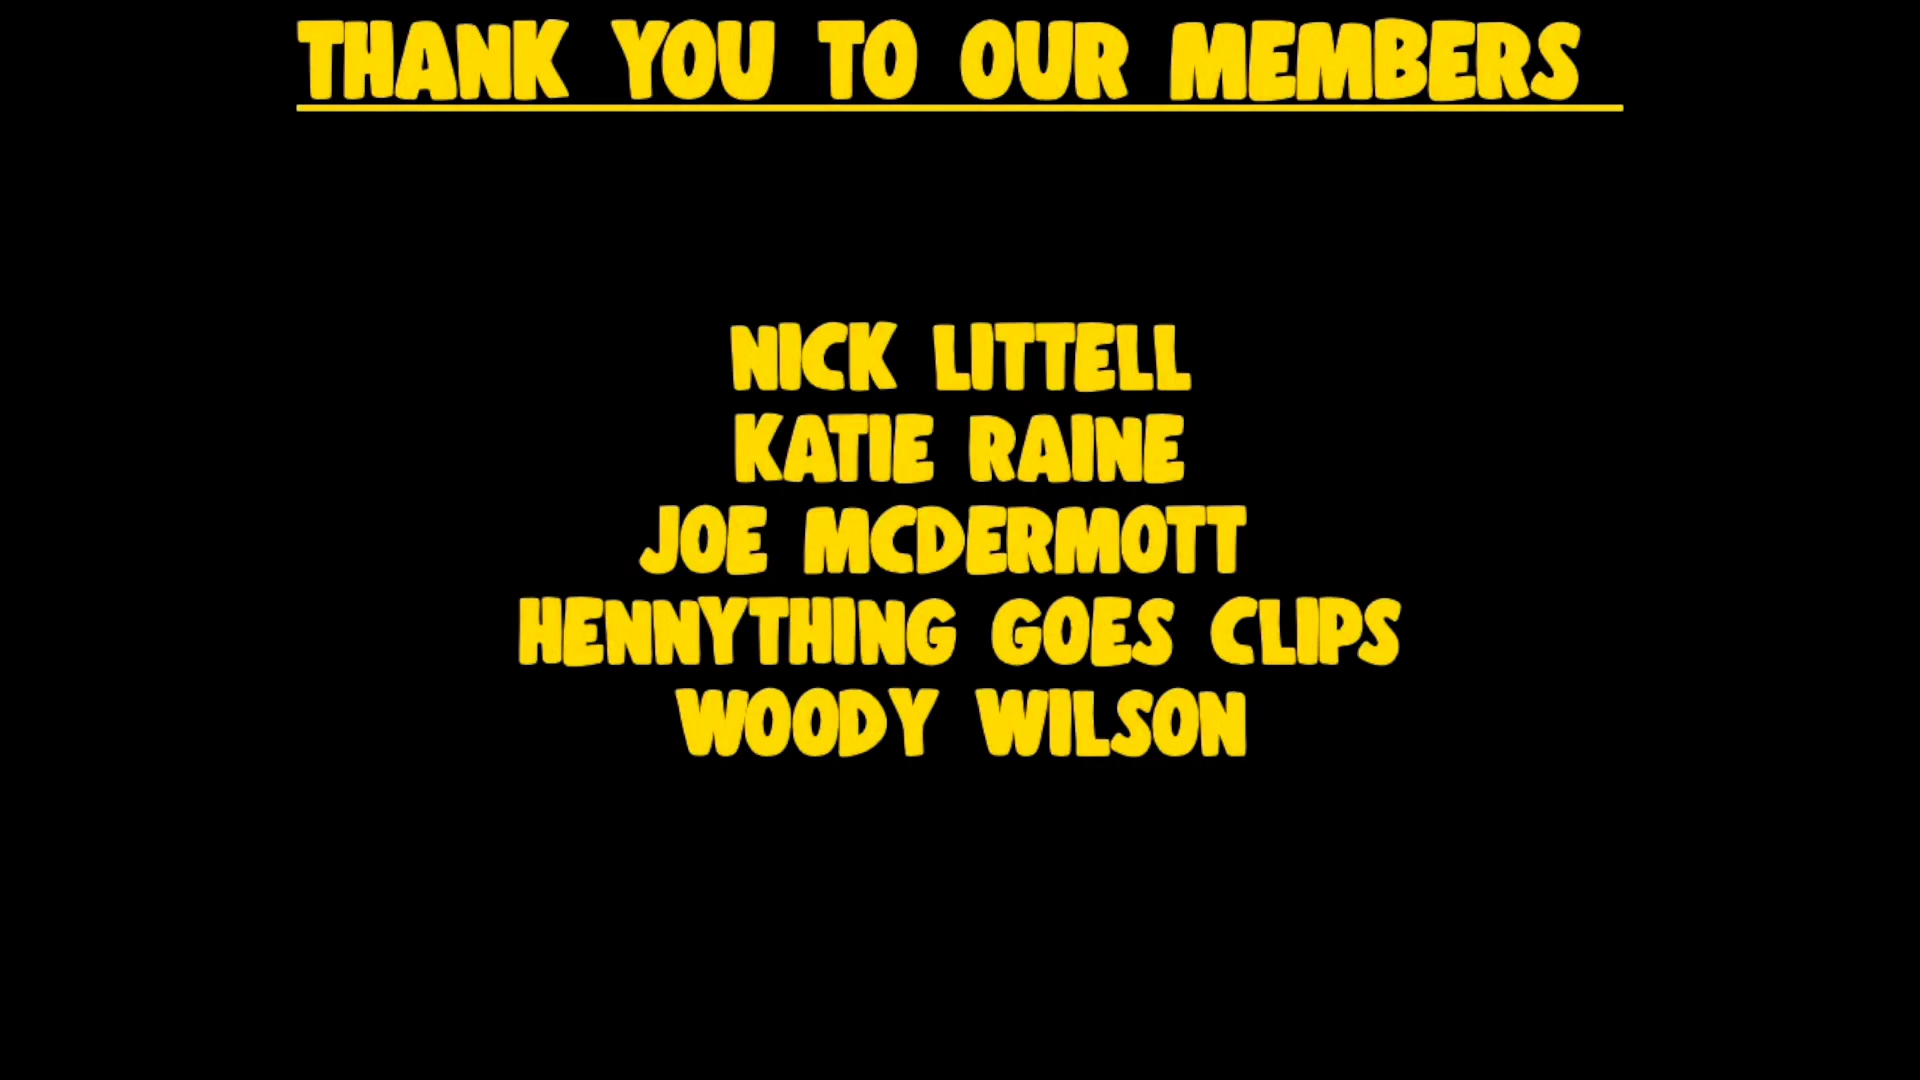 THANK YOU TO OUR MEMBERS
NICK LITTELL
KATIE RAINE
JOE MCDERMOTT
HENNYTHING GOES CLIPS
WOODY WILSON